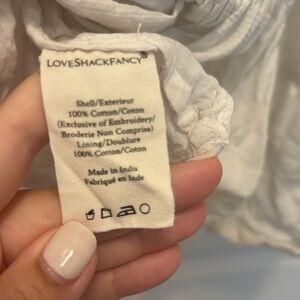 LOVESHACKFANCY®
Shell/Exterieur
100% Cotton/Coton
(Exclusive of Embroidery/
Broderie Non Comprise)
Lining/Doublure
100% Cotton/Coton
Made in India
Fabriqué en Inde